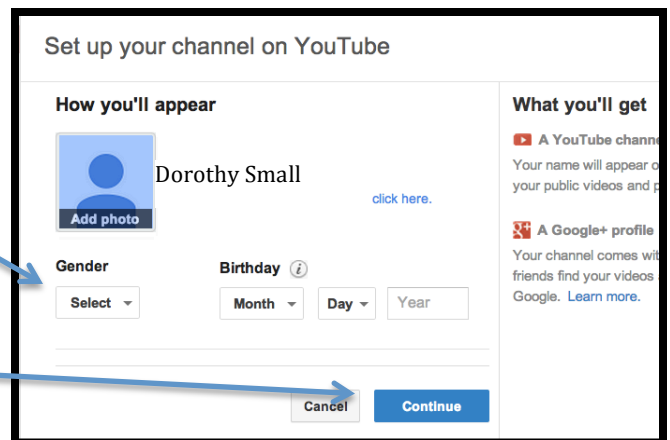 Set up your channel on YouTube
How you'll appear
Dorothy Small
click here.
Add photo
Gender
Birthday i
Select
Month
Day
Year
Cancel
Continue
What you'll get
A YouTube
Your name will appear
your public videos and
A Google+ profile
Your channel comes
friends find your videos
Google. Learn more.